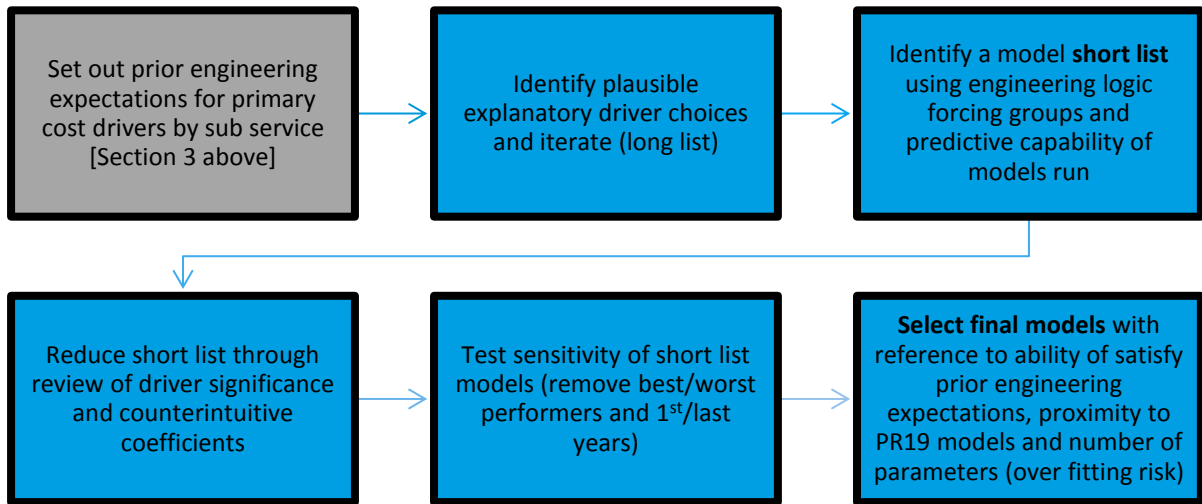 Set out prior engineering
expectations for primary
cost drivers by sub service
[Section 3 above]
Identify plausible
explanatory driver choices
and iterate (long list)
Identify a model short list
using engineering logic
forcing groups and
predictive capability of
models run
Reduce short list through
review of driver significance
and counterintuitive
coefficients
Test sensitivity of short list
models (remove best/worst
performers and 1st/last
years)
Select final models with
reference to ability of satisfy
prior engineering
expectations, proximity to
PR19 models and number of
parameters (over fitting risk)